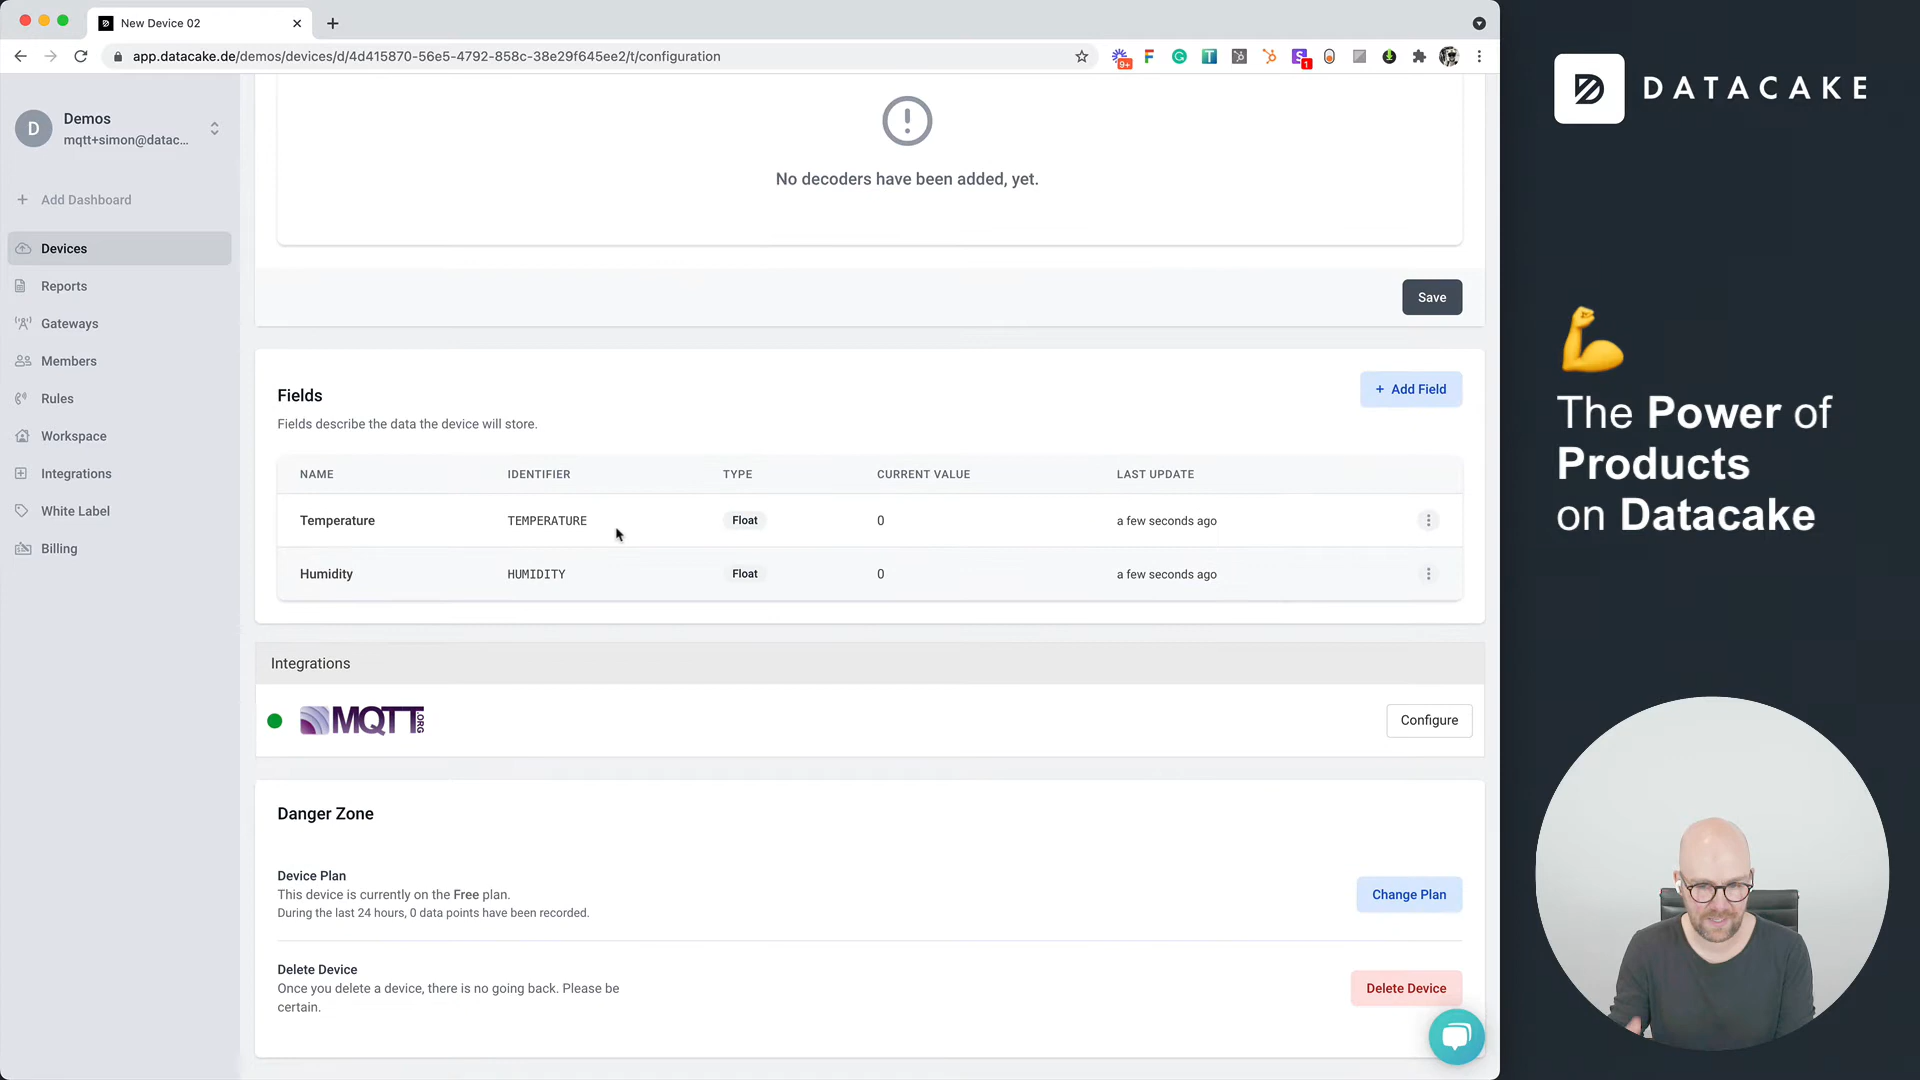 New Device 02
app.datacake.de/demos/devices/d/4d415870-56e5-4792-858c-38e29f645ee2/t/configuration
9+
1
DATACAKE
D
Demos
mqtt+simon@datac...
Add Dashboard
Devices
Reports
Gateways
Members
Rules
Workspace
Integrations
White Label
Billing
No decoders have been added, yet.
Save
Fields
Fields describe the data the device will store.
+ Add Field
NAME IDENTIFIER TYPE CURRENT VALUE LAST UPDATE
Temperature TEMPERATURE Float 0 a few seconds ago
Humidity HUMIDITY Float 0 a few seconds ago
Integrations
MQTT.ORG
Configure
Danger Zone
Device Plan
This device is currently on the Free plan.
During the last 24 hours, 0 data points have been recorded.
Change Plan
Delete Device
Once you delete a device, there is no going back. Please be
certain.
Delete Device
The Power of
Products
on Datacake